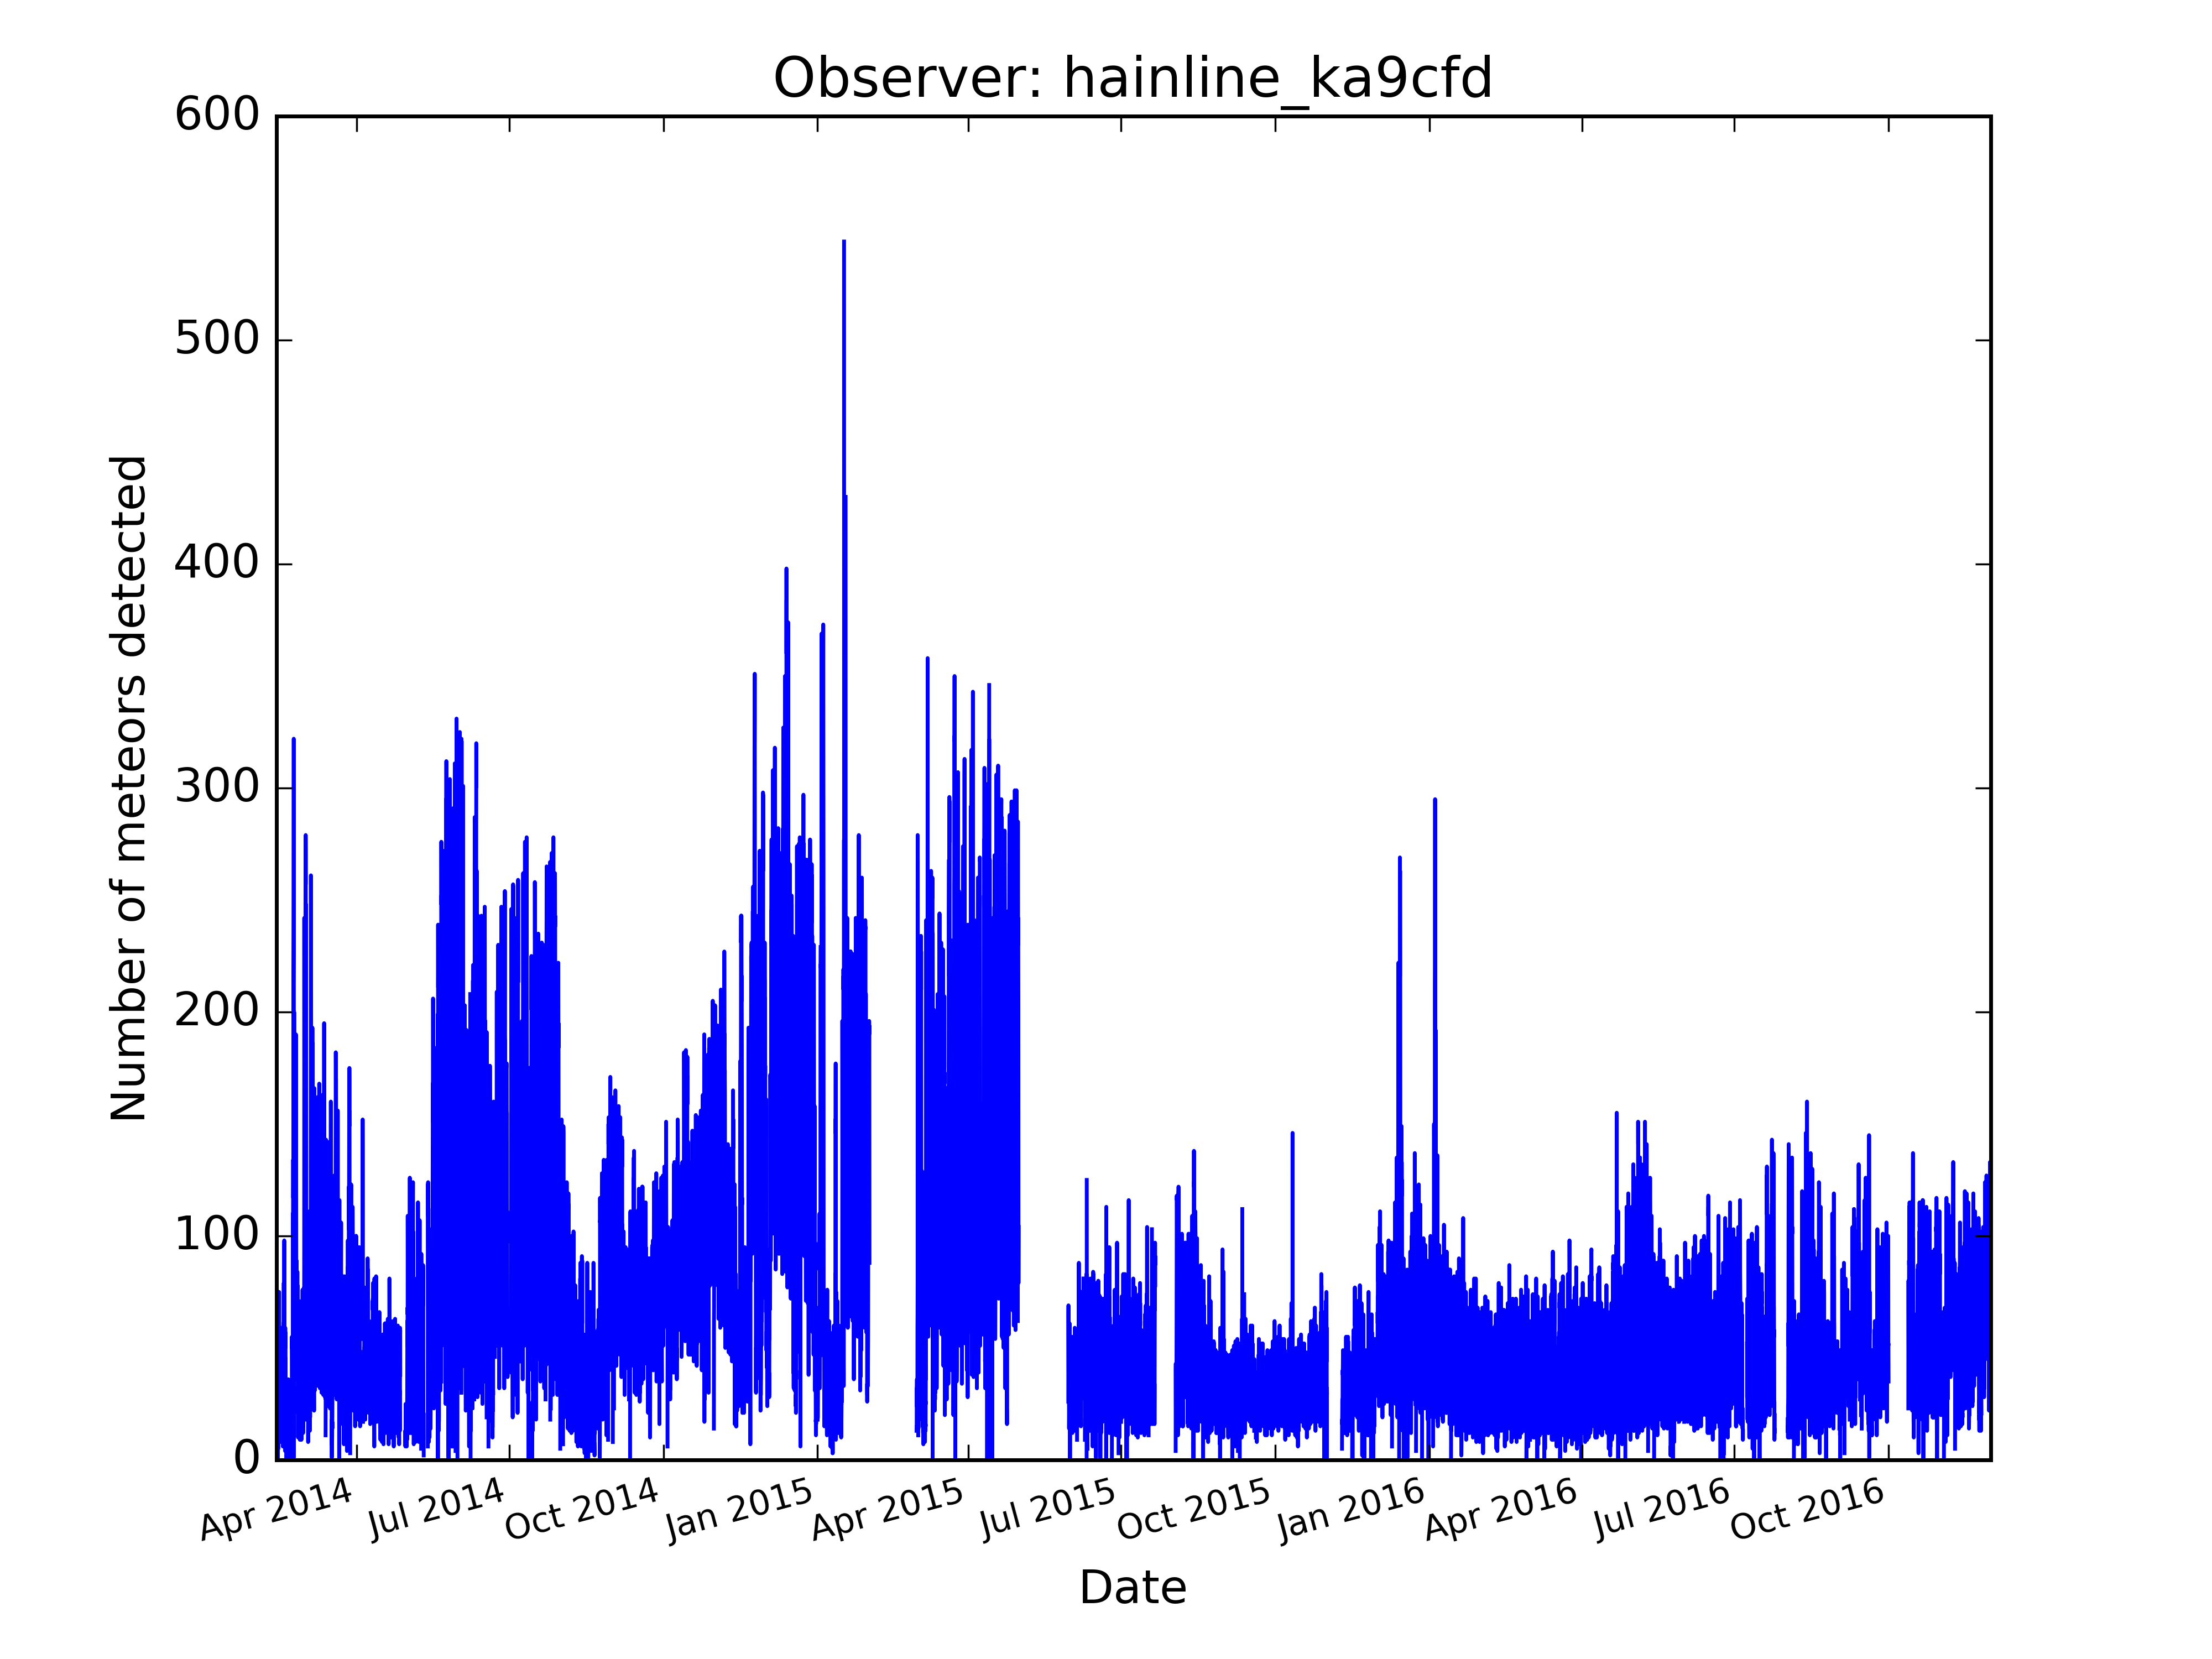 Observer: hainline_ka9cfd
600
500
400
300
200
100
0
Number of meteors detected
Apr 2014
Jul 2014
Oct 2014
Jan 2015
Apr 2015
Jul 2015
Oct 2015
Jan 2016
Apr 2016
Jul 2016
Oct 2016
Date